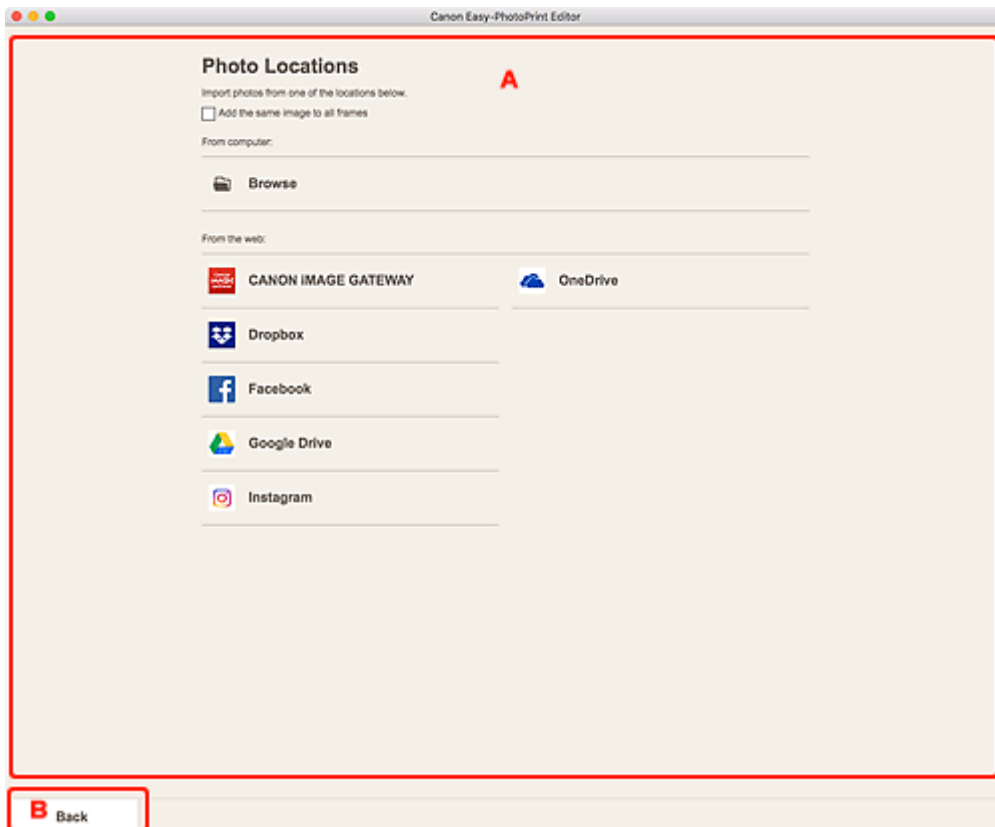 Canon Easy-PhotoPrint Editor
Photo Locations
A
Import photos from one of the locations below.
Add the same image to all frames
From computer:
Browse
From the web:
CANON iMAGE GATEWAY
OneDrive
Dropbox
Facebook
Google Drive
Instagram
B
Back